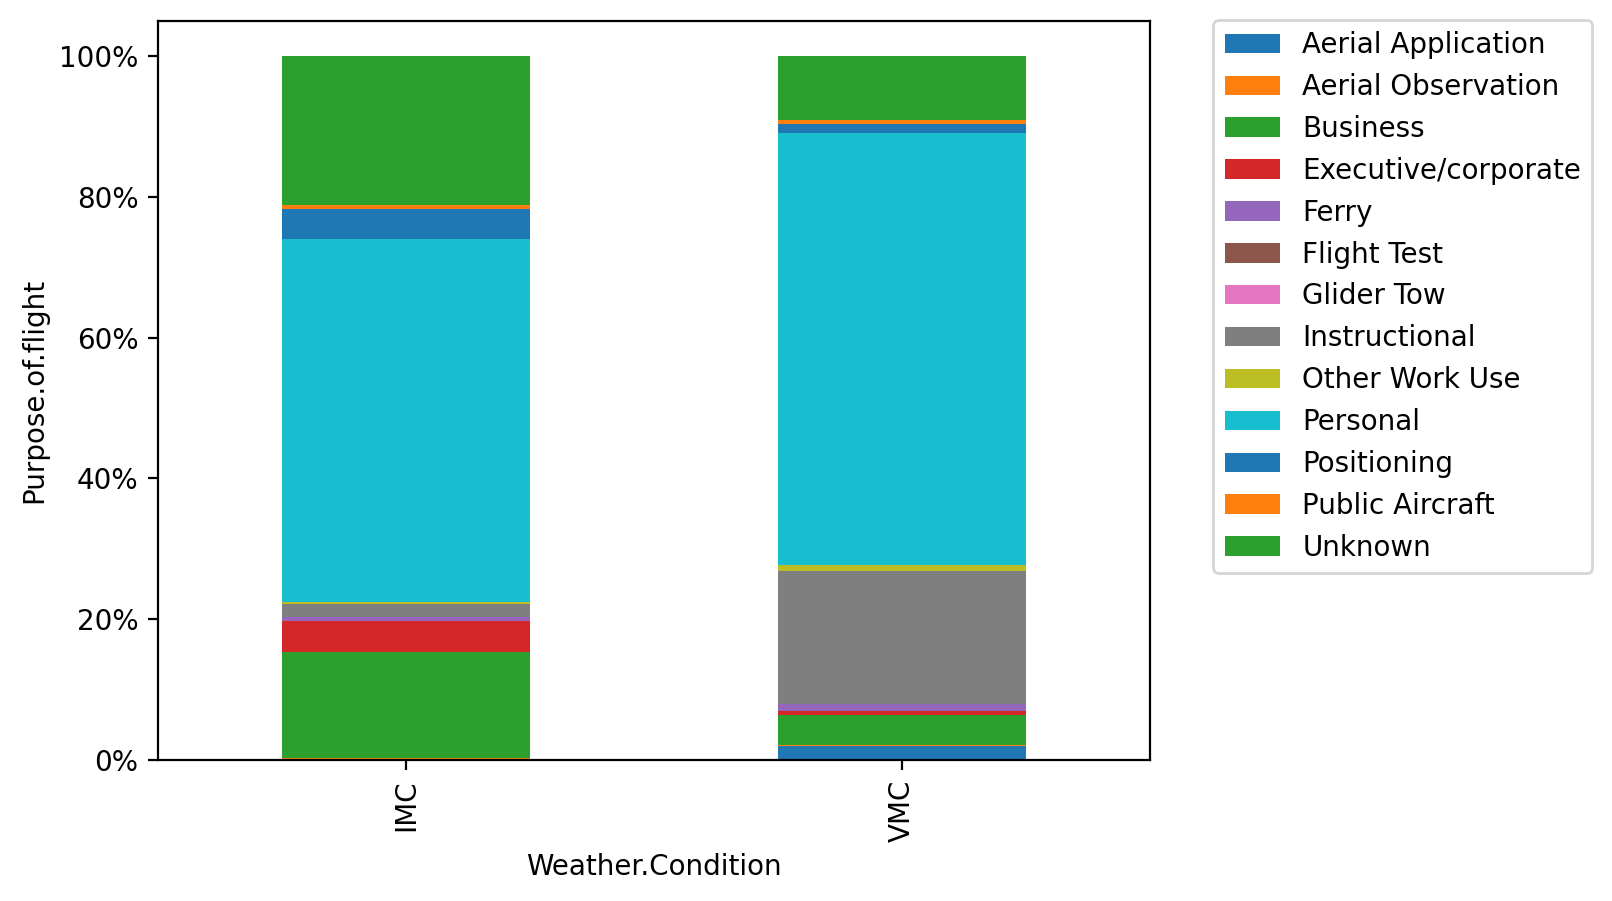 100%
80%
60%
40%
20%
0%
Purpose.of.flight
IMC
VMC
Weather.Condition
Aerial Application
Aerial Observation
Business
Executive/corporate
Ferry
Flight Test
Glider Tow
Instructional
Other Work Use
Personal
Positioning
Public Aircraft
Unknown